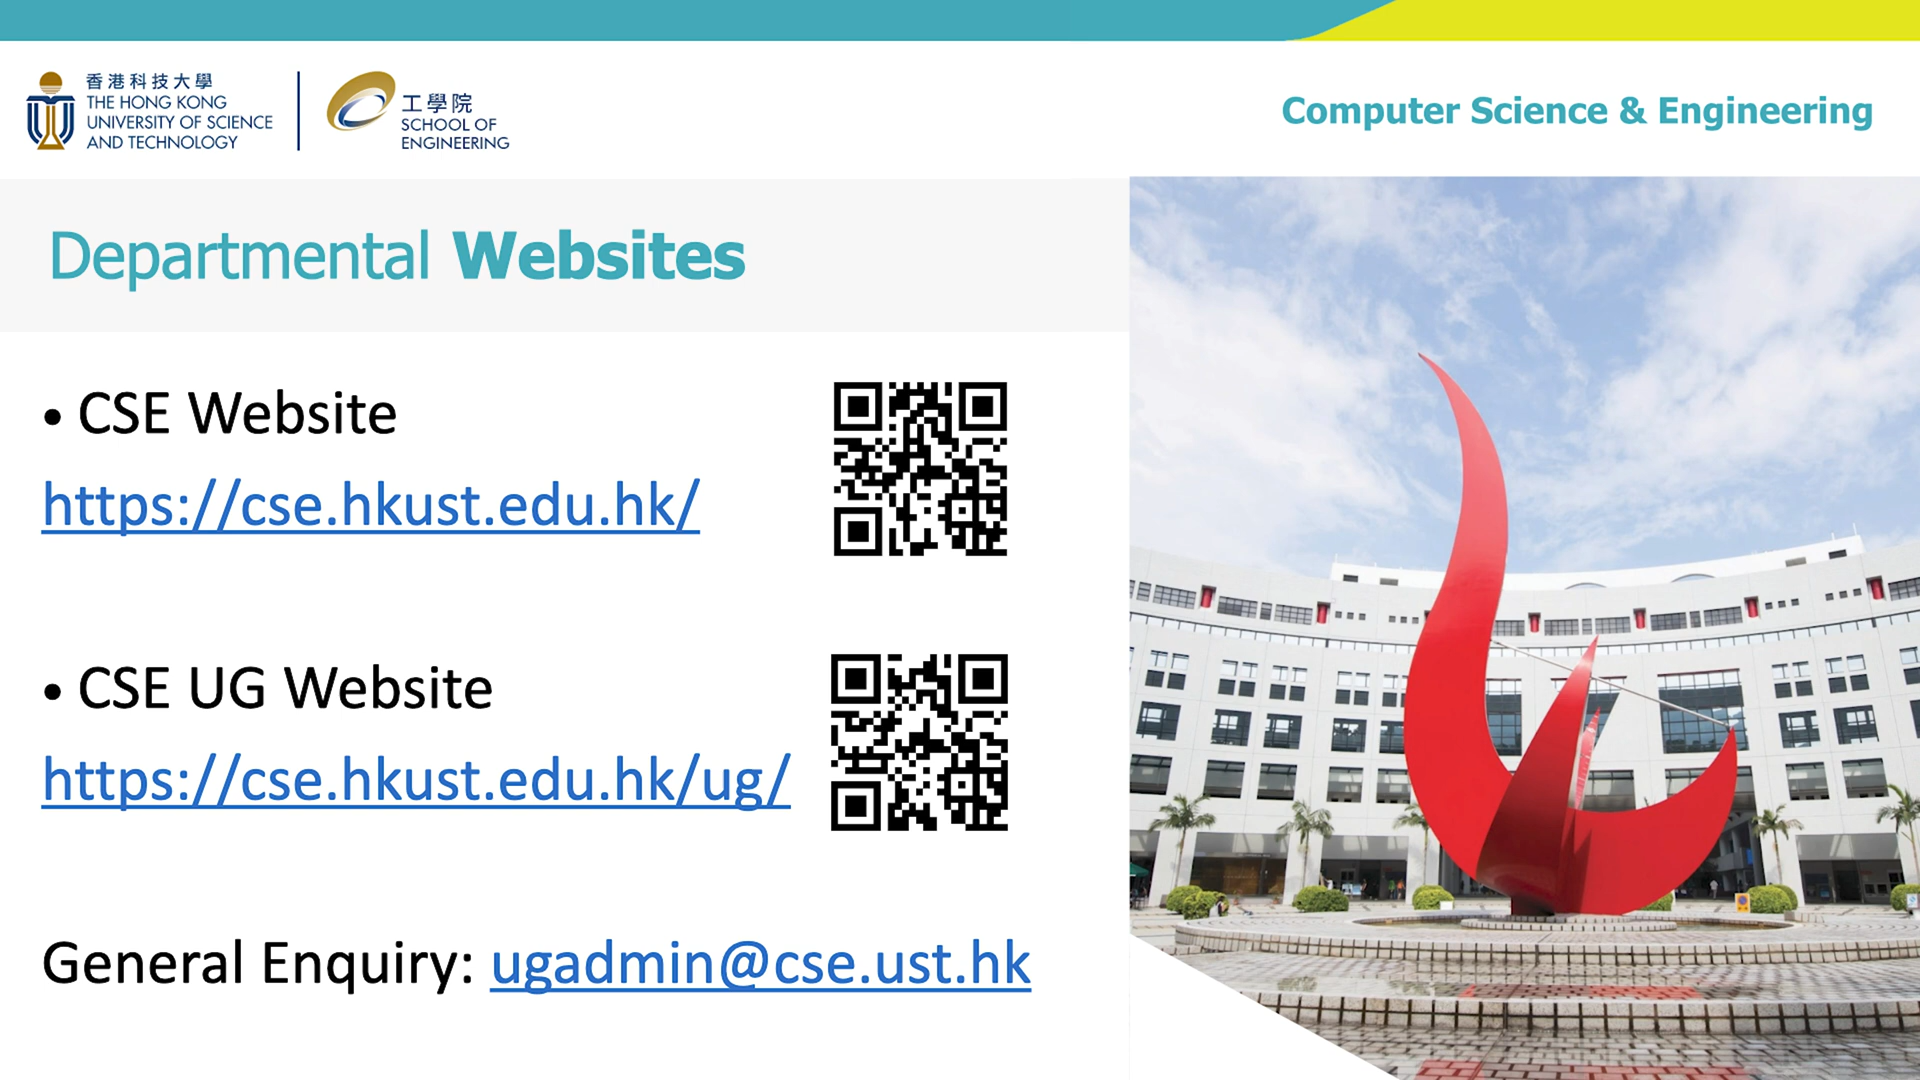 香港科技大學
THE HONG KONG
UNIVERSITY OF SCIENCE
AND TECHNOLOGY
工學院
SCHOOL OF
ENGINEERING
Computer Science & Engineering
Departmental Websites
• CSE Website
https://cse.hkust.edu.hk/
• CSE UG Website
https://cse.hkust.edu.hk/ug/
General Enquiry: ugadmin@cse.ust.hk